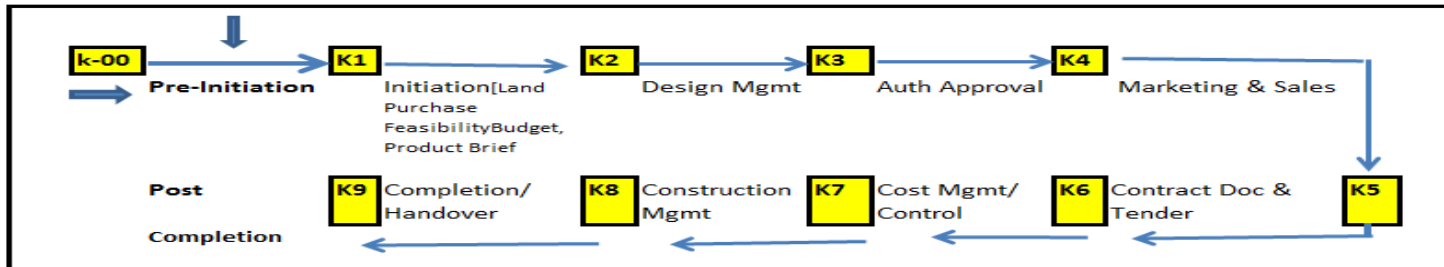 k-00 K1 K2 K3 K4
Pre-Initiation Initiation[Land Design Mgmt Auth Approval Marketing & Sales
Purchase
FeasibilityBudget,
Product Brief
Post K9 Completion/ K8 Construction K7 Cost Mgmt/ K6 Contract Doc & K5
Handover Mgmt Control Tender
Completion